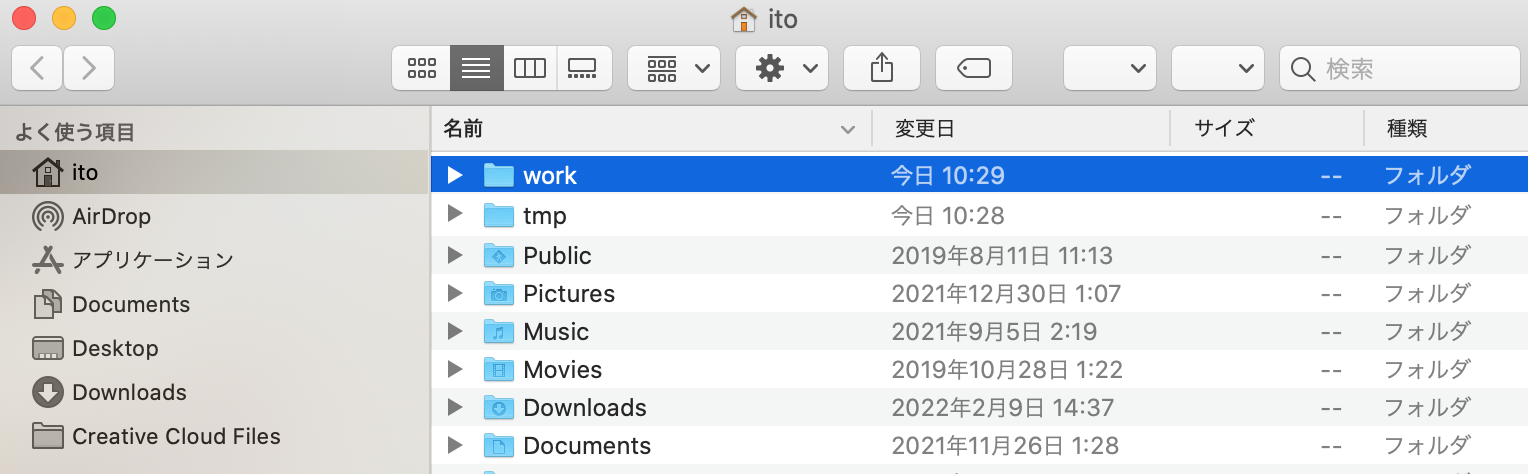 ito
検索
よく使う項目
ito
AirDrop
アプリケーション
Documents
Desktop
Downloads
Creative Cloud Files
名前 変更日 サイズ 種類
work 今日 10:29 -- フォルダ
tmp 今日 10:28 -- フォルダ
Public 2019年8月11日 11:13 -- フォルダ
Pictures 2021年12月30日 1:07 -- フォルダ
Music 2021年9月5日 2:19 -- フォルダ
Movies 2019年10月28日 1:22 -- フォルダ
Downloads 2022年2月9日 14:37 -- フォルダ
Documents 2021年11月26日 1:28 -- フォルダ